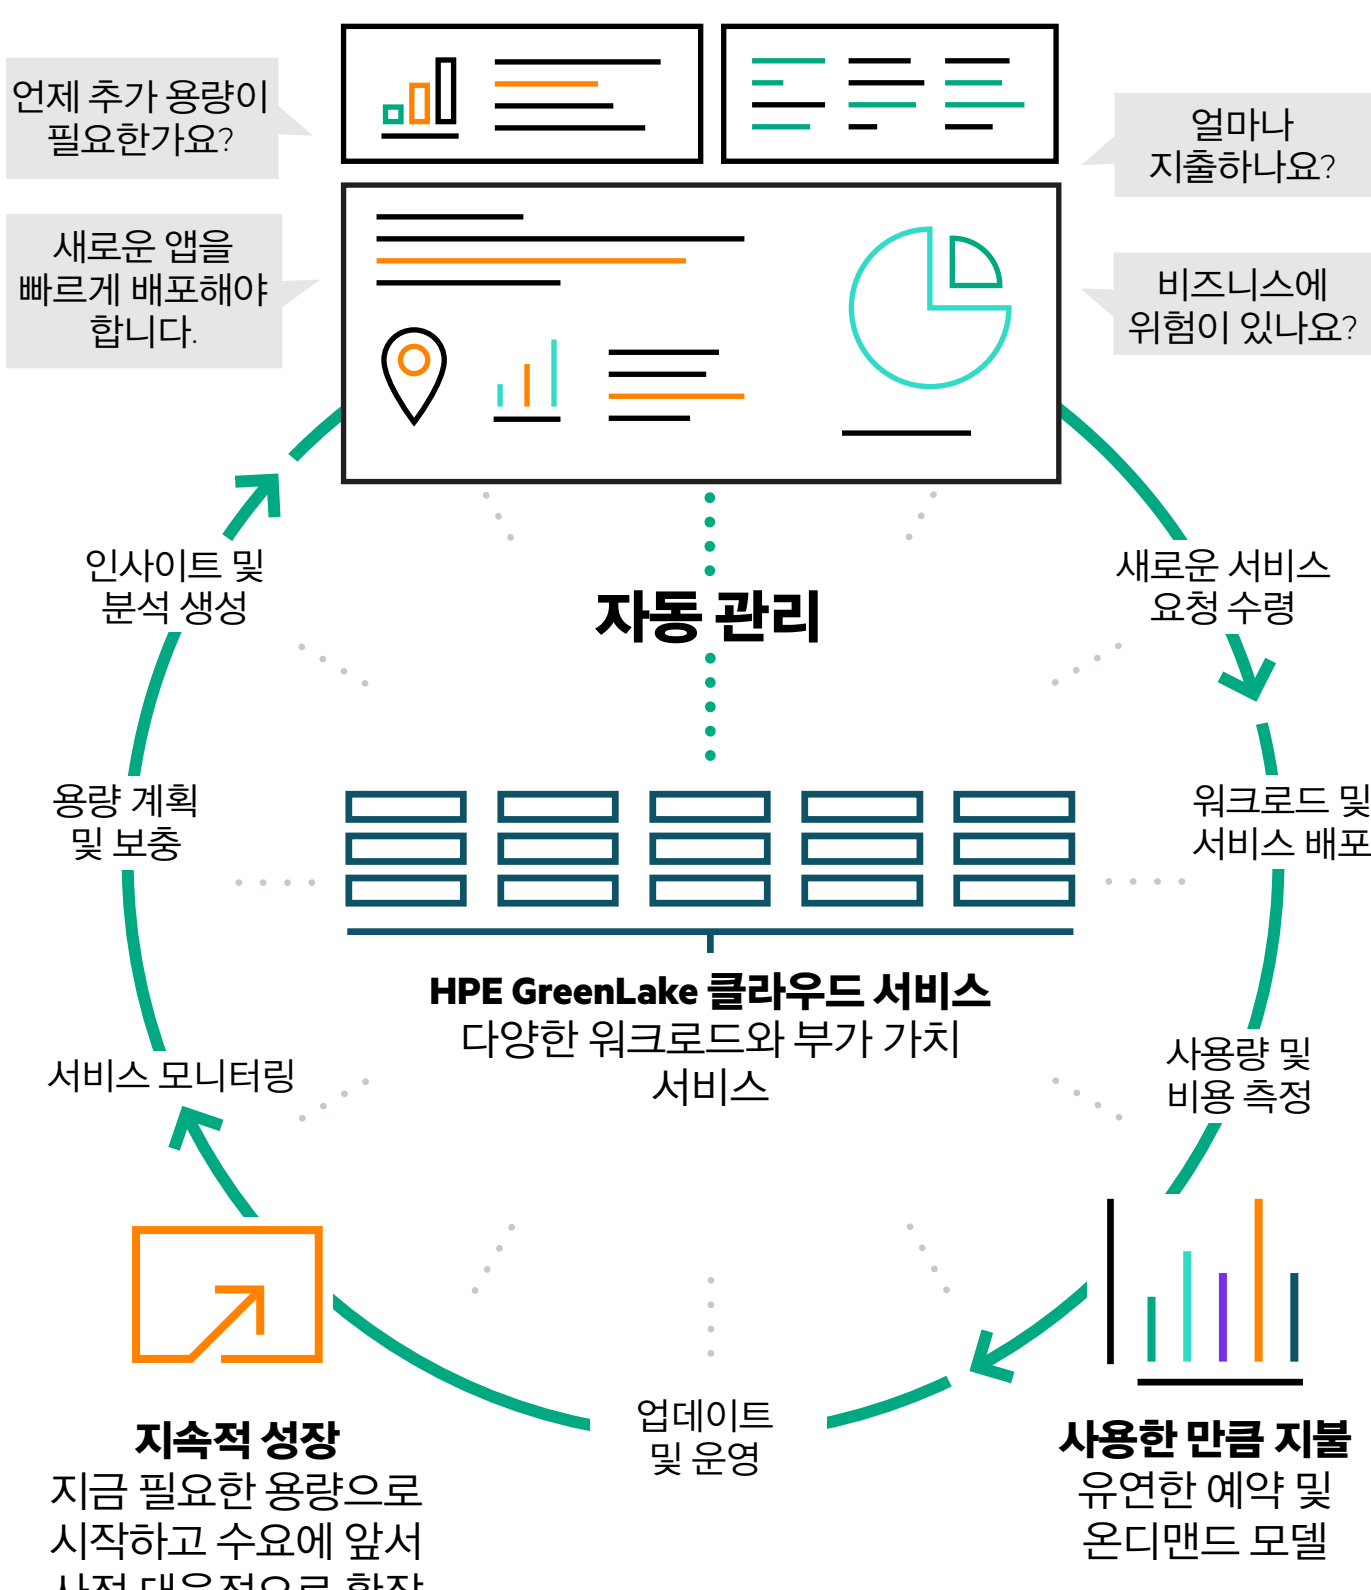 언제 추가 용량이
필요한가요?
얼마나
지출하나요?
새로운 앱을
빠르게 배포해야
합니다.
비즈니스에
위험이 있나요?
인사이트 및
분석 생성
새로운 서비스
요청 수령
자동 관리
용량 계획
및 보충
워크로드 및
서비스 배포
HPE GreenLake 클라우드 서비스
다양한 워크로드와 부가 가치
서비스
서비스 모니터링
사용량 및
비용 측정
업데이트
및 운영
지속적 성장
지금 필요한 용량으로
시작하고 수요에 앞서
사전 대응적으로 확장
사용한 만큼 지불
유연한 예약 및
온디맨드 모델